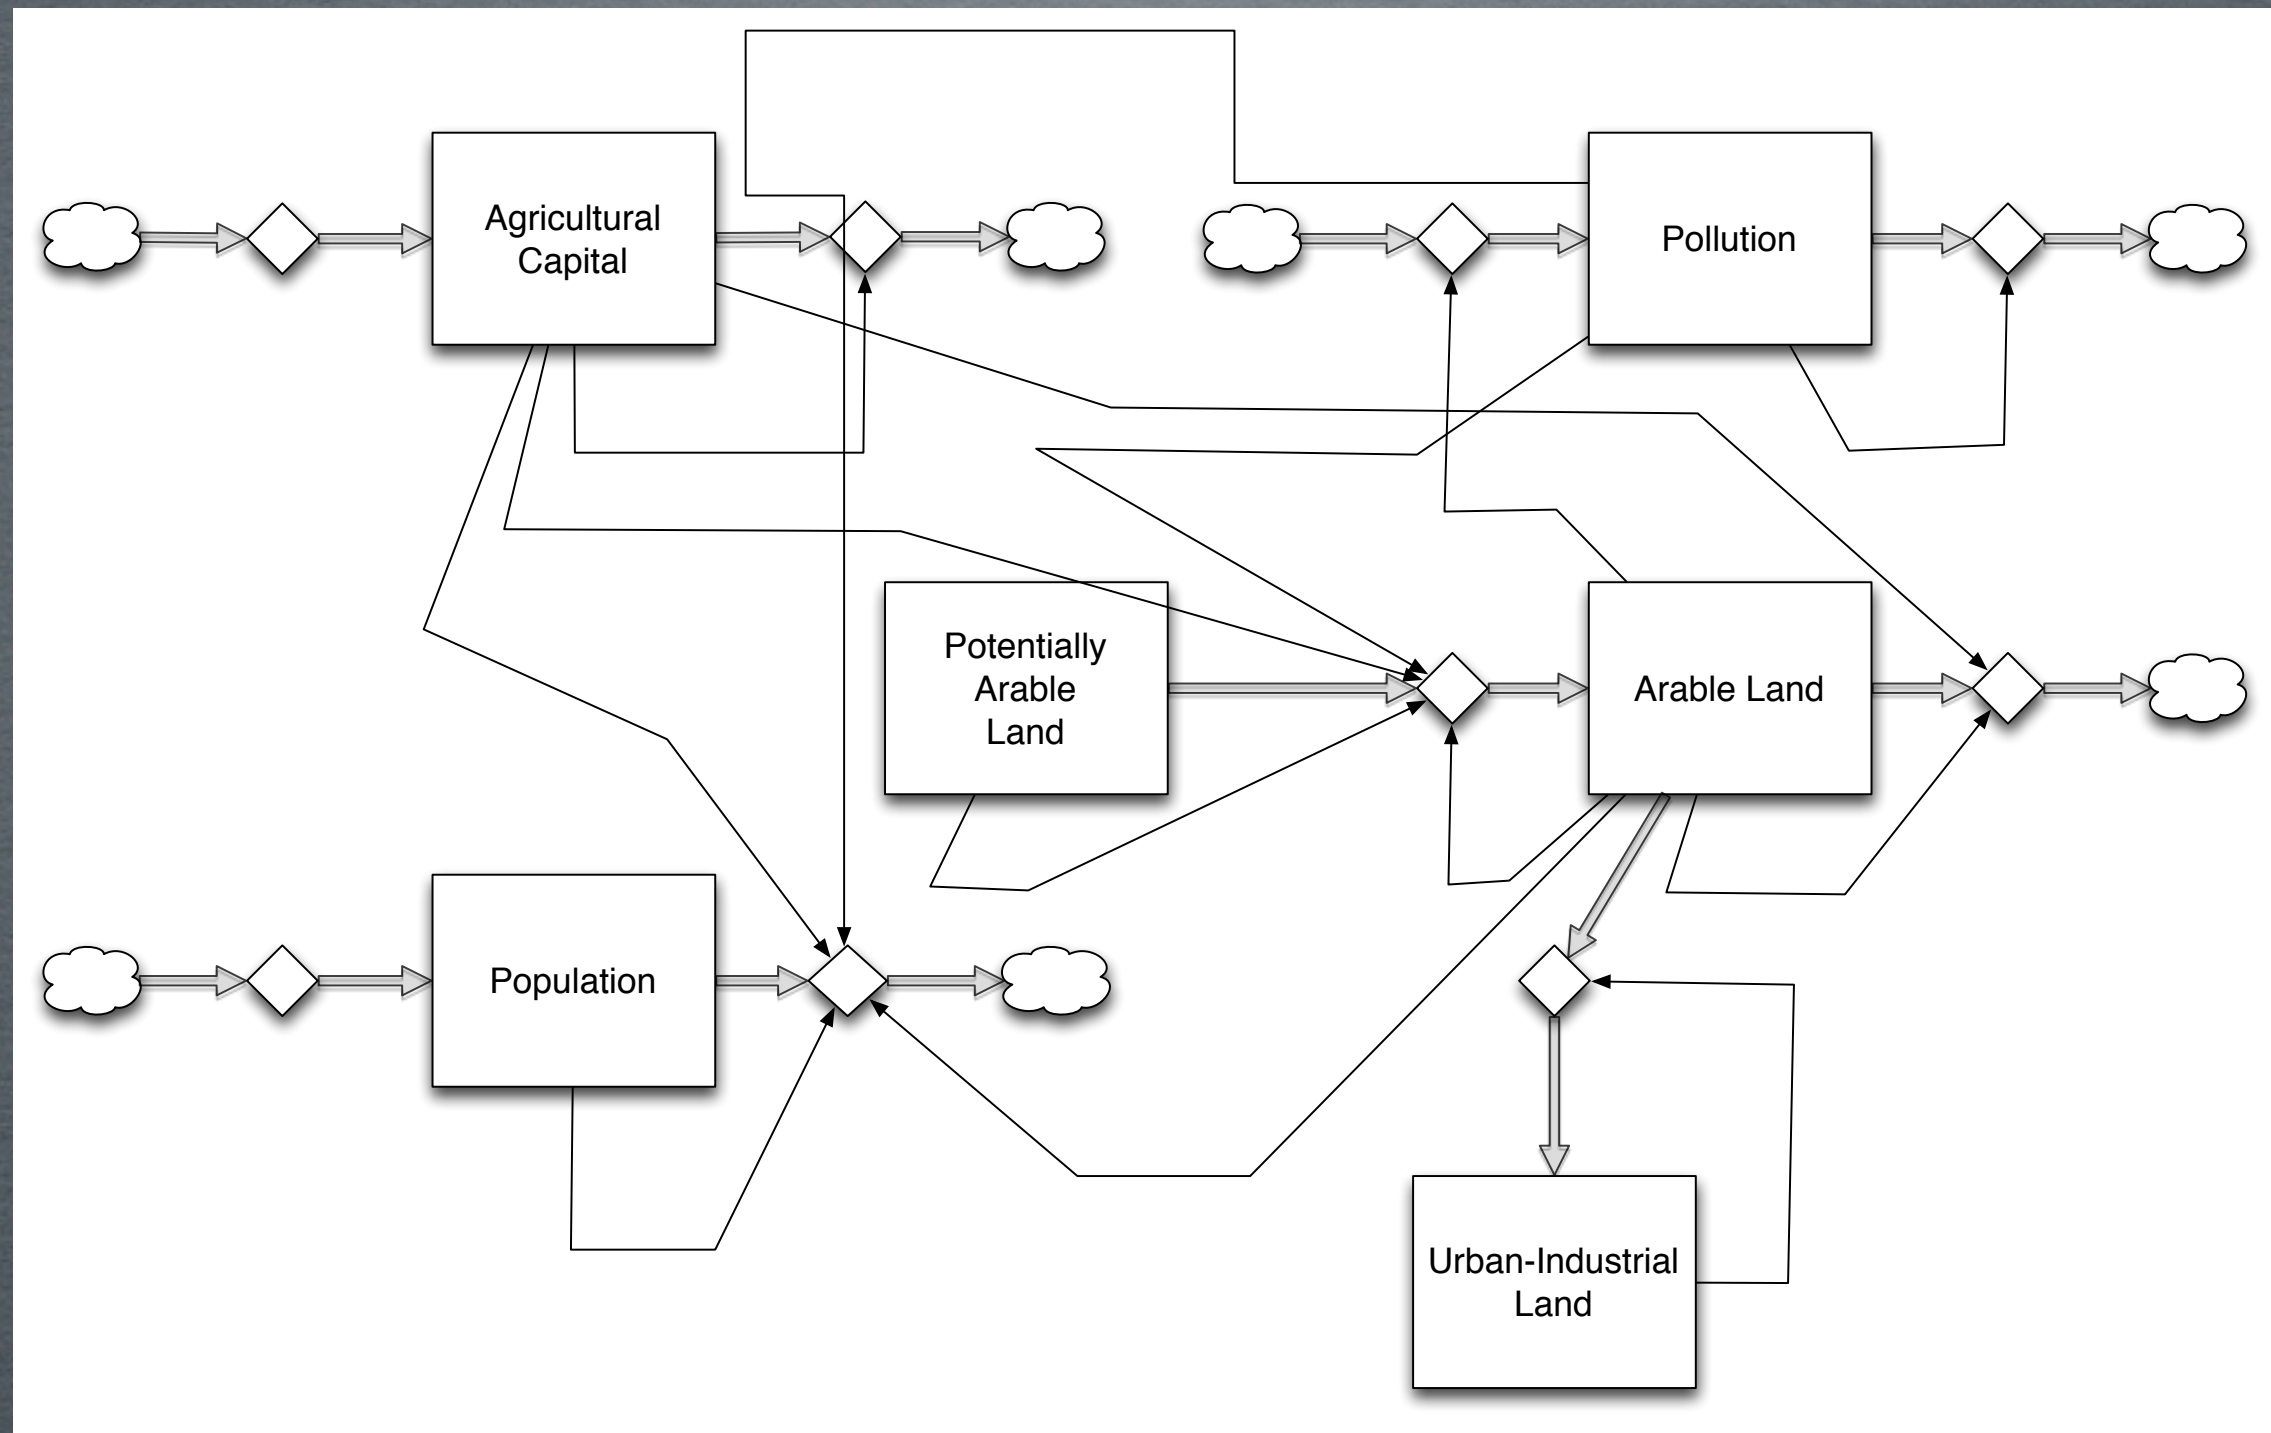 Agricultural
Capital
Pollution
Potentially
Arable
Land
Arable Land
Population
Urban-Industrial
Land